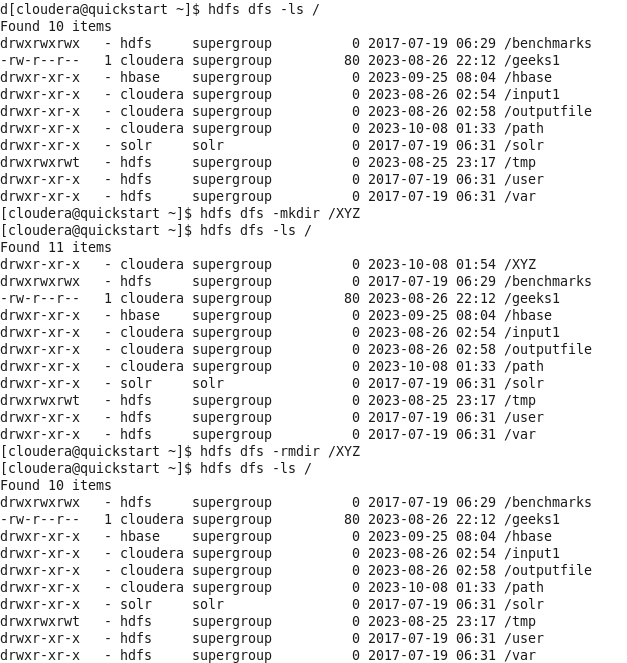 d[cloudera@quickstart ~]$ hdfs dfs -ls /
Found 10 items
drwxrwxrwx   - hdfs     supergroup          0 2017-07-19 06:29 /benchmarks
-rw-r--r--   1 cloudera supergroup         80 2023-08-26 22:12 /geeks1
drwxr-xr-x   - hbase    supergroup          0 2023-09-25 08:04 /hbase
drwxr-xr-x   - cloudera supergroup          0 2023-08-26 02:54 /input1
drwxr-xr-x   - cloudera supergroup          0 2023-08-26 02:58 /outputfile
drwxr-xr-x   - cloudera supergroup          0 2023-10-08 01:33 /path
drwxr-xr-x   - solr     solr                0 2017-07-19 06:31 /solr
drwxrwxrwt   - hdfs     supergroup          0 2023-08-25 23:17 /tmp
drwxr-xr-x   - hdfs     supergroup          0 2017-07-19 06:31 /user
drwxr-xr-x   - hdfs     supergroup          0 2017-07-19 06:31 /var
[cloudera@quickstart ~]$ hdfs dfs -mkdir /XYZ
[cloudera@quickstart ~]$ hdfs dfs -ls /
Found 11 items
drwxr-xr-x   - cloudera supergroup          0 2023-10-08 01:54 /XYZ
drwxrwxrwx   - hdfs     supergroup          0 2017-07-19 06:29 /benchmarks
-rw-r--r--   1 cloudera supergroup         80 2023-08-26 22:12 /geeks1
drwxr-xr-x   - hbase    supergroup          0 2023-09-25 08:04 /hbase
drwxr-xr-x   - cloudera supergroup          0 2023-08-26 02:54 /input1
drwxr-xr-x   - cloudera supergroup          0 2023-08-26 02:58 /outputfile
drwxr-xr-x   - cloudera supergroup          0 2023-10-08 01:33 /path
drwxr-xr-x   - solr     solr                0 2017-07-19 06:31 /solr
drwxrwxrwt   - hdfs     supergroup          0 2023-08-25 23:17 /tmp
drwxr-xr-x   - hdfs     supergroup          0 2017-07-19 06:31 /user
drwxr-xr-x   - hdfs     supergroup          0 2017-07-19 06:31 /var
[cloudera@quickstart ~]$ hdfs dfs -rmdir /XYZ
[cloudera@quickstart ~]$ hdfs dfs -ls /
Found 10 items
drwxrwxrwx   - hdfs     supergroup          0 2017-07-19 06:29 /benchmarks
-rw-r--r--   1 cloudera supergroup         80 2023-08-26 22:12 /geeks1
drwxr-xr-x   - hbase    supergroup          0 2023-09-25 08:04 /hbase
drwxr-xr-x   - cloudera supergroup          0 2023-08-26 02:54 /input1
drwxr-xr-x   - cloudera supergroup          0 2023-08-26 02:58 /outputfile
drwxr-xr-x   - cloudera supergroup          0 2023-10-08 01:33 /path
drwxr-xr-x   - solr     solr                0 2017-07-19 06:31 /solr
drwxrwxrwt   - hdfs     supergroup          0 2023-08-25 23:17 /tmp
drwxr-xr-x   - hdfs     supergroup          0 2017-07-19 06:31 /user
drwxr-xr-x   - hdfs     supergroup          0 2017-07-19 06:31 /var